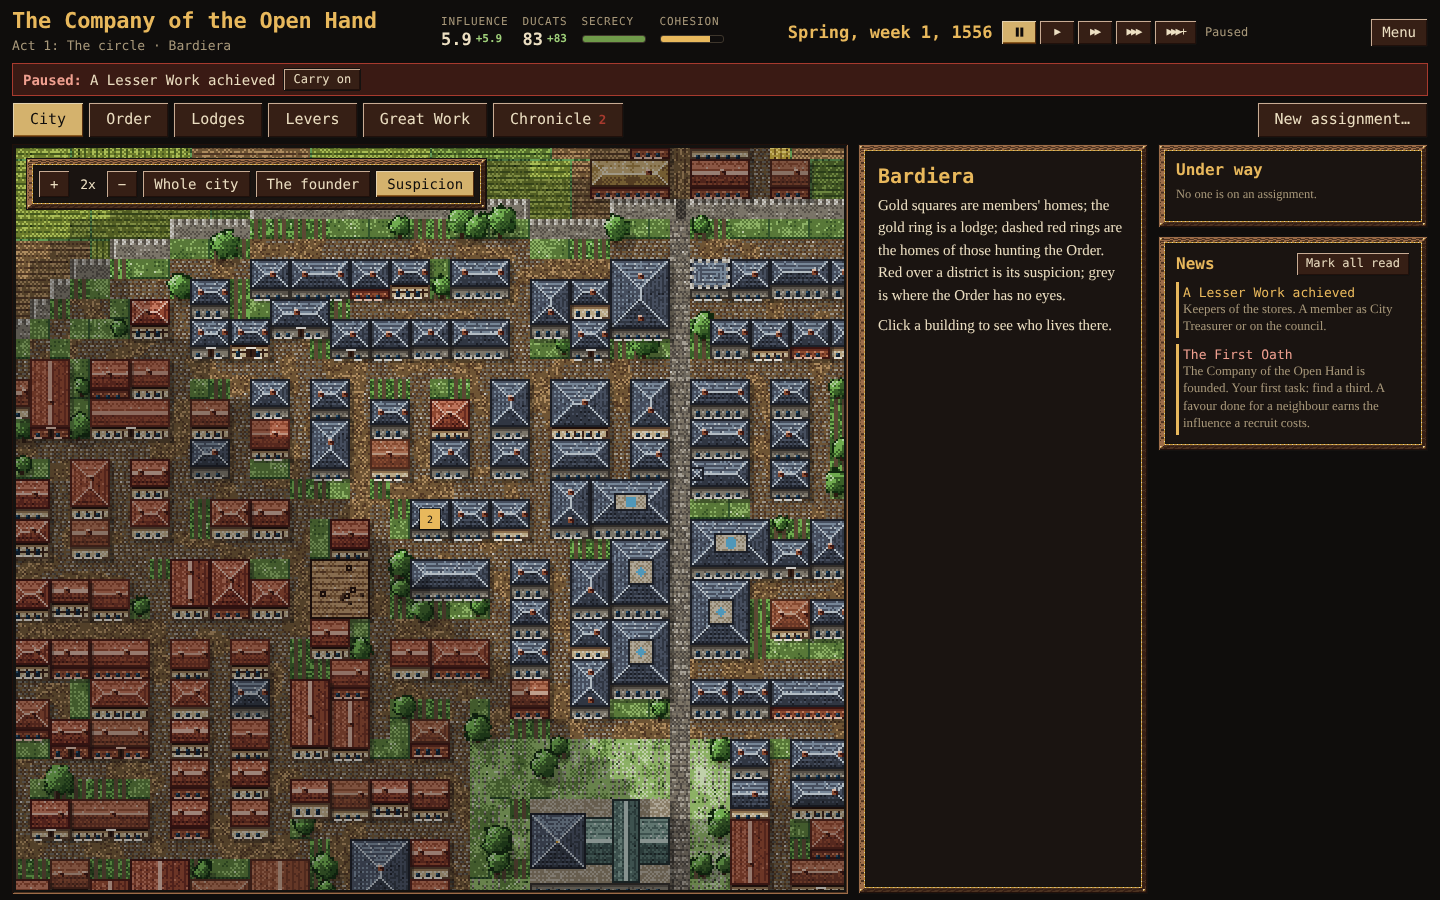 The Company of the Open Hand
Act 1: The circle · Bardiera
INFLUENCE
5.9 +5.9
DUCATS
83 +83
SECRECY
COHESION
Spring, week 1, 1556
Paused
Menu
Paused: A Lesser Work achieved
Carry on
City
Order
Lodges
Levers
Great Work
Chronicle 2
New assignment…
+ 2x −
Whole city
The founder
Suspicion
2
Bardiera
Gold squares are members' homes; the
gold ring is a lodge; dashed red rings are
the homes of those hunting the Order.
Red over a district is its suspicion; grey
is where the Order has no eyes.
Click a building to see who lives there.
Under way
No one is on an assignment.
News
Mark all read
A Lesser Work achieved
Keepers of the stores. A member as City
Treasurer or on the council.
The First Oath
The Company of the Open Hand is
founded. Your first task: find a third. A
favour done for a neighbour earns the
influence a recruit costs.